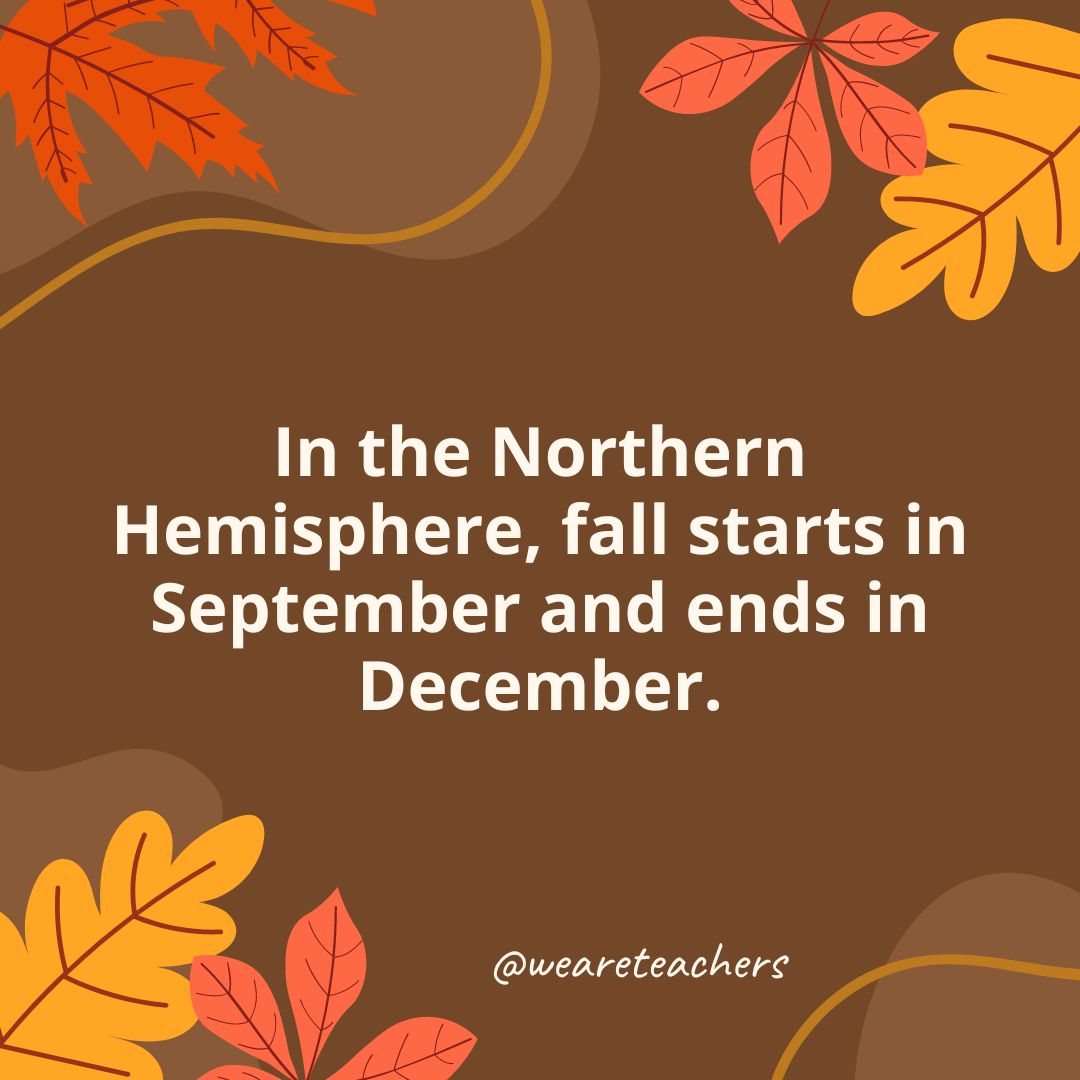 In the Northern
Hemisphere, fall starts in
September and ends in
December.
@weareteachers